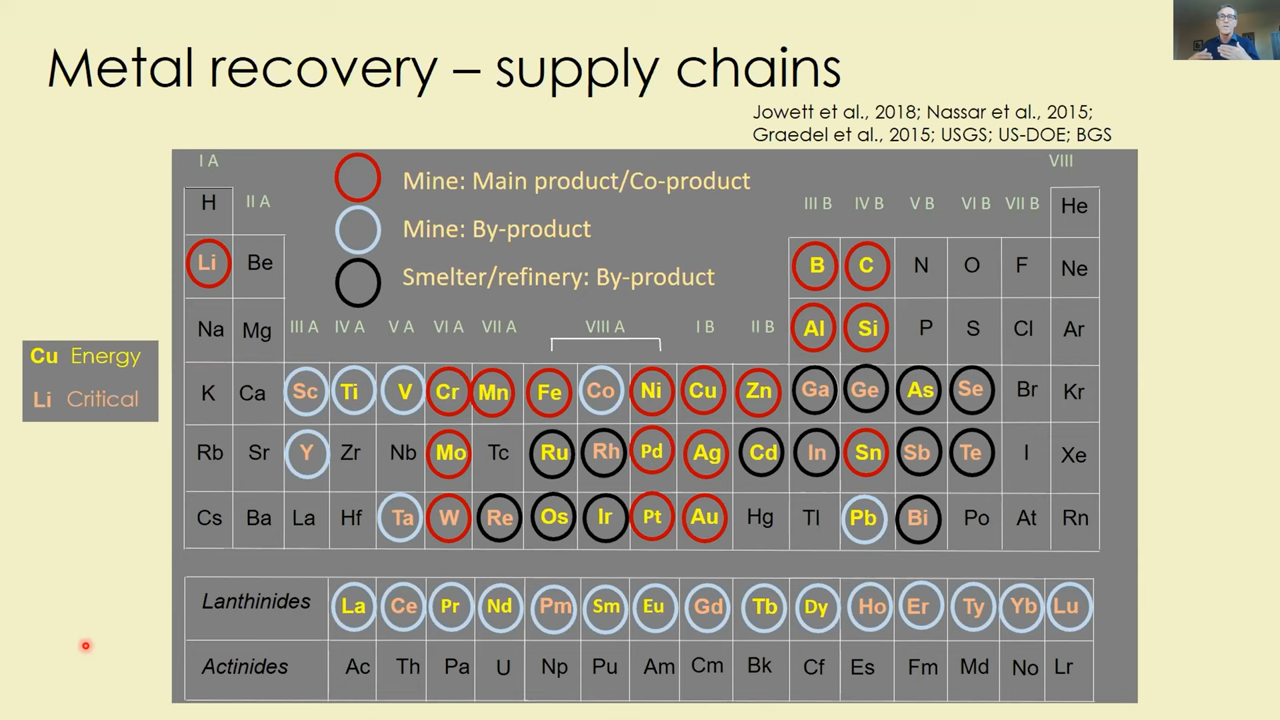 Metal recovery – supply chains
Jowett et al., 2018; Nassar et al., 2015;
Graedel et al., 2015; USGS; US-DOE; BGS
I A
VIII
Mine: Main product/Co-product
H
II A
III B IV B V B VI B VII B
He
Mine: By-product
Li Be
B C N O F Ne
Smelter/refinery: By-product
Na Mg
III A IV A V A VI A VII A VIII A I B II B
Al Si P S Cl Ar
Cu Energy
Li Critical
K Ca Sc Ti V Cr Mn Fe Co Ni Cu Zn Ga Ge As Se Br Kr
Rb Sr Y Zr Nb Mo Tc Ru Rh Pd Ag Cd In Sn Sb Te I Xe
Cs Ba La Hf Ta W Re Os Ir Pt Au Hg Tl Pb Bi Po At Rn
Lanthinides La Ce Pr Nd Pm Sm Eu Gd Tb Dy Ho Er Ty Yb Lu
Actinides Ac Th Pa U Np Pu Am Cm Bk Cf Es Fm Md No Lr